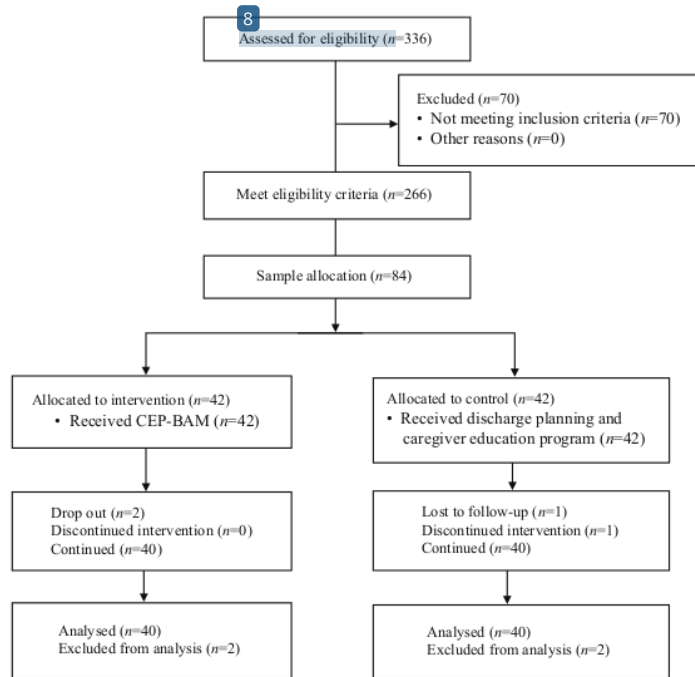 8
Assessed for eligibility (n=336)
Excluded (n=70)
• Not meeting inclusion criteria (n=70)
• Other reasons (n=0)
Meet eligibility criteria (n=266)
Sample allocation (n=84)
Allocated to intervention (n=42)
• Received CEP-BAM (n=42)
Allocated to control (n=42)
• Received discharge planning and
caregiver education program (n=42)
Drop out (n=2)
Discontinued intervention (n=0)
Continued (n=40)
Lost to follow-up (n=1)
Discontinued intervention (n=1)
Continued (n=40)
Analysed (n=40)
Excluded from analysis (n=2)
Analysed (n=40)
Excluded from analysis (n=2)